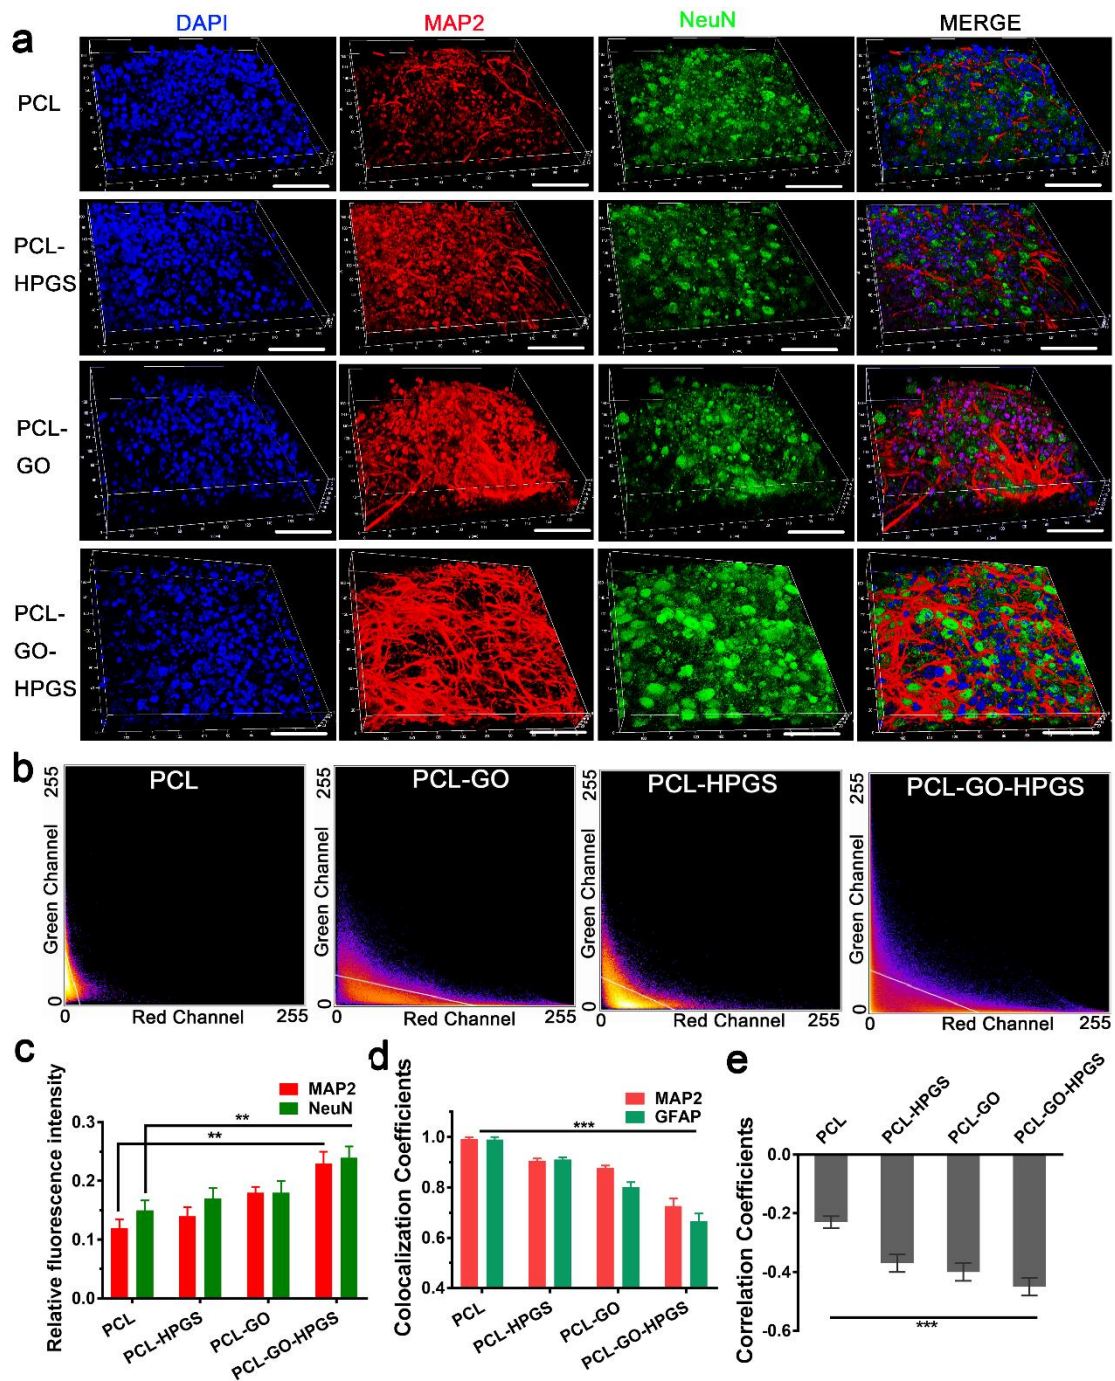 a
DAPI MAP2 NeuN MERGE
PCL
PCL-
HPGS
PCL-
GO
PCL-
GO-
HPGS
b
PCL PCL-GO PCL-HPGS PCL-GO-HPGS
255 255 255 255
Green Channel Green Channel Green Channel Green Channel
0 0 0 0
0 Red Channel 255 0 Red Channel 255 0 Red Channel 255 0 Red Channel 255
c
Relative fluorescence intensity
MAP2
NeuN
**
**
0.3
0.2
0.1
0.0
PCL PCL-HPGS PCL-GO PCL-GO-HPGS
d
Colocalization Coefficients
MAP2
GFAP
***
1.0
0.8
0.6
0.4
PCL PCL-HPGS PCL-GO PCL-GO-HPGS
e
PCL PCL-HPGS PCL-GO PCL-GO-HPGS
Correlation Coefficients
0.0
-0.2
-0.4
-0.6
***